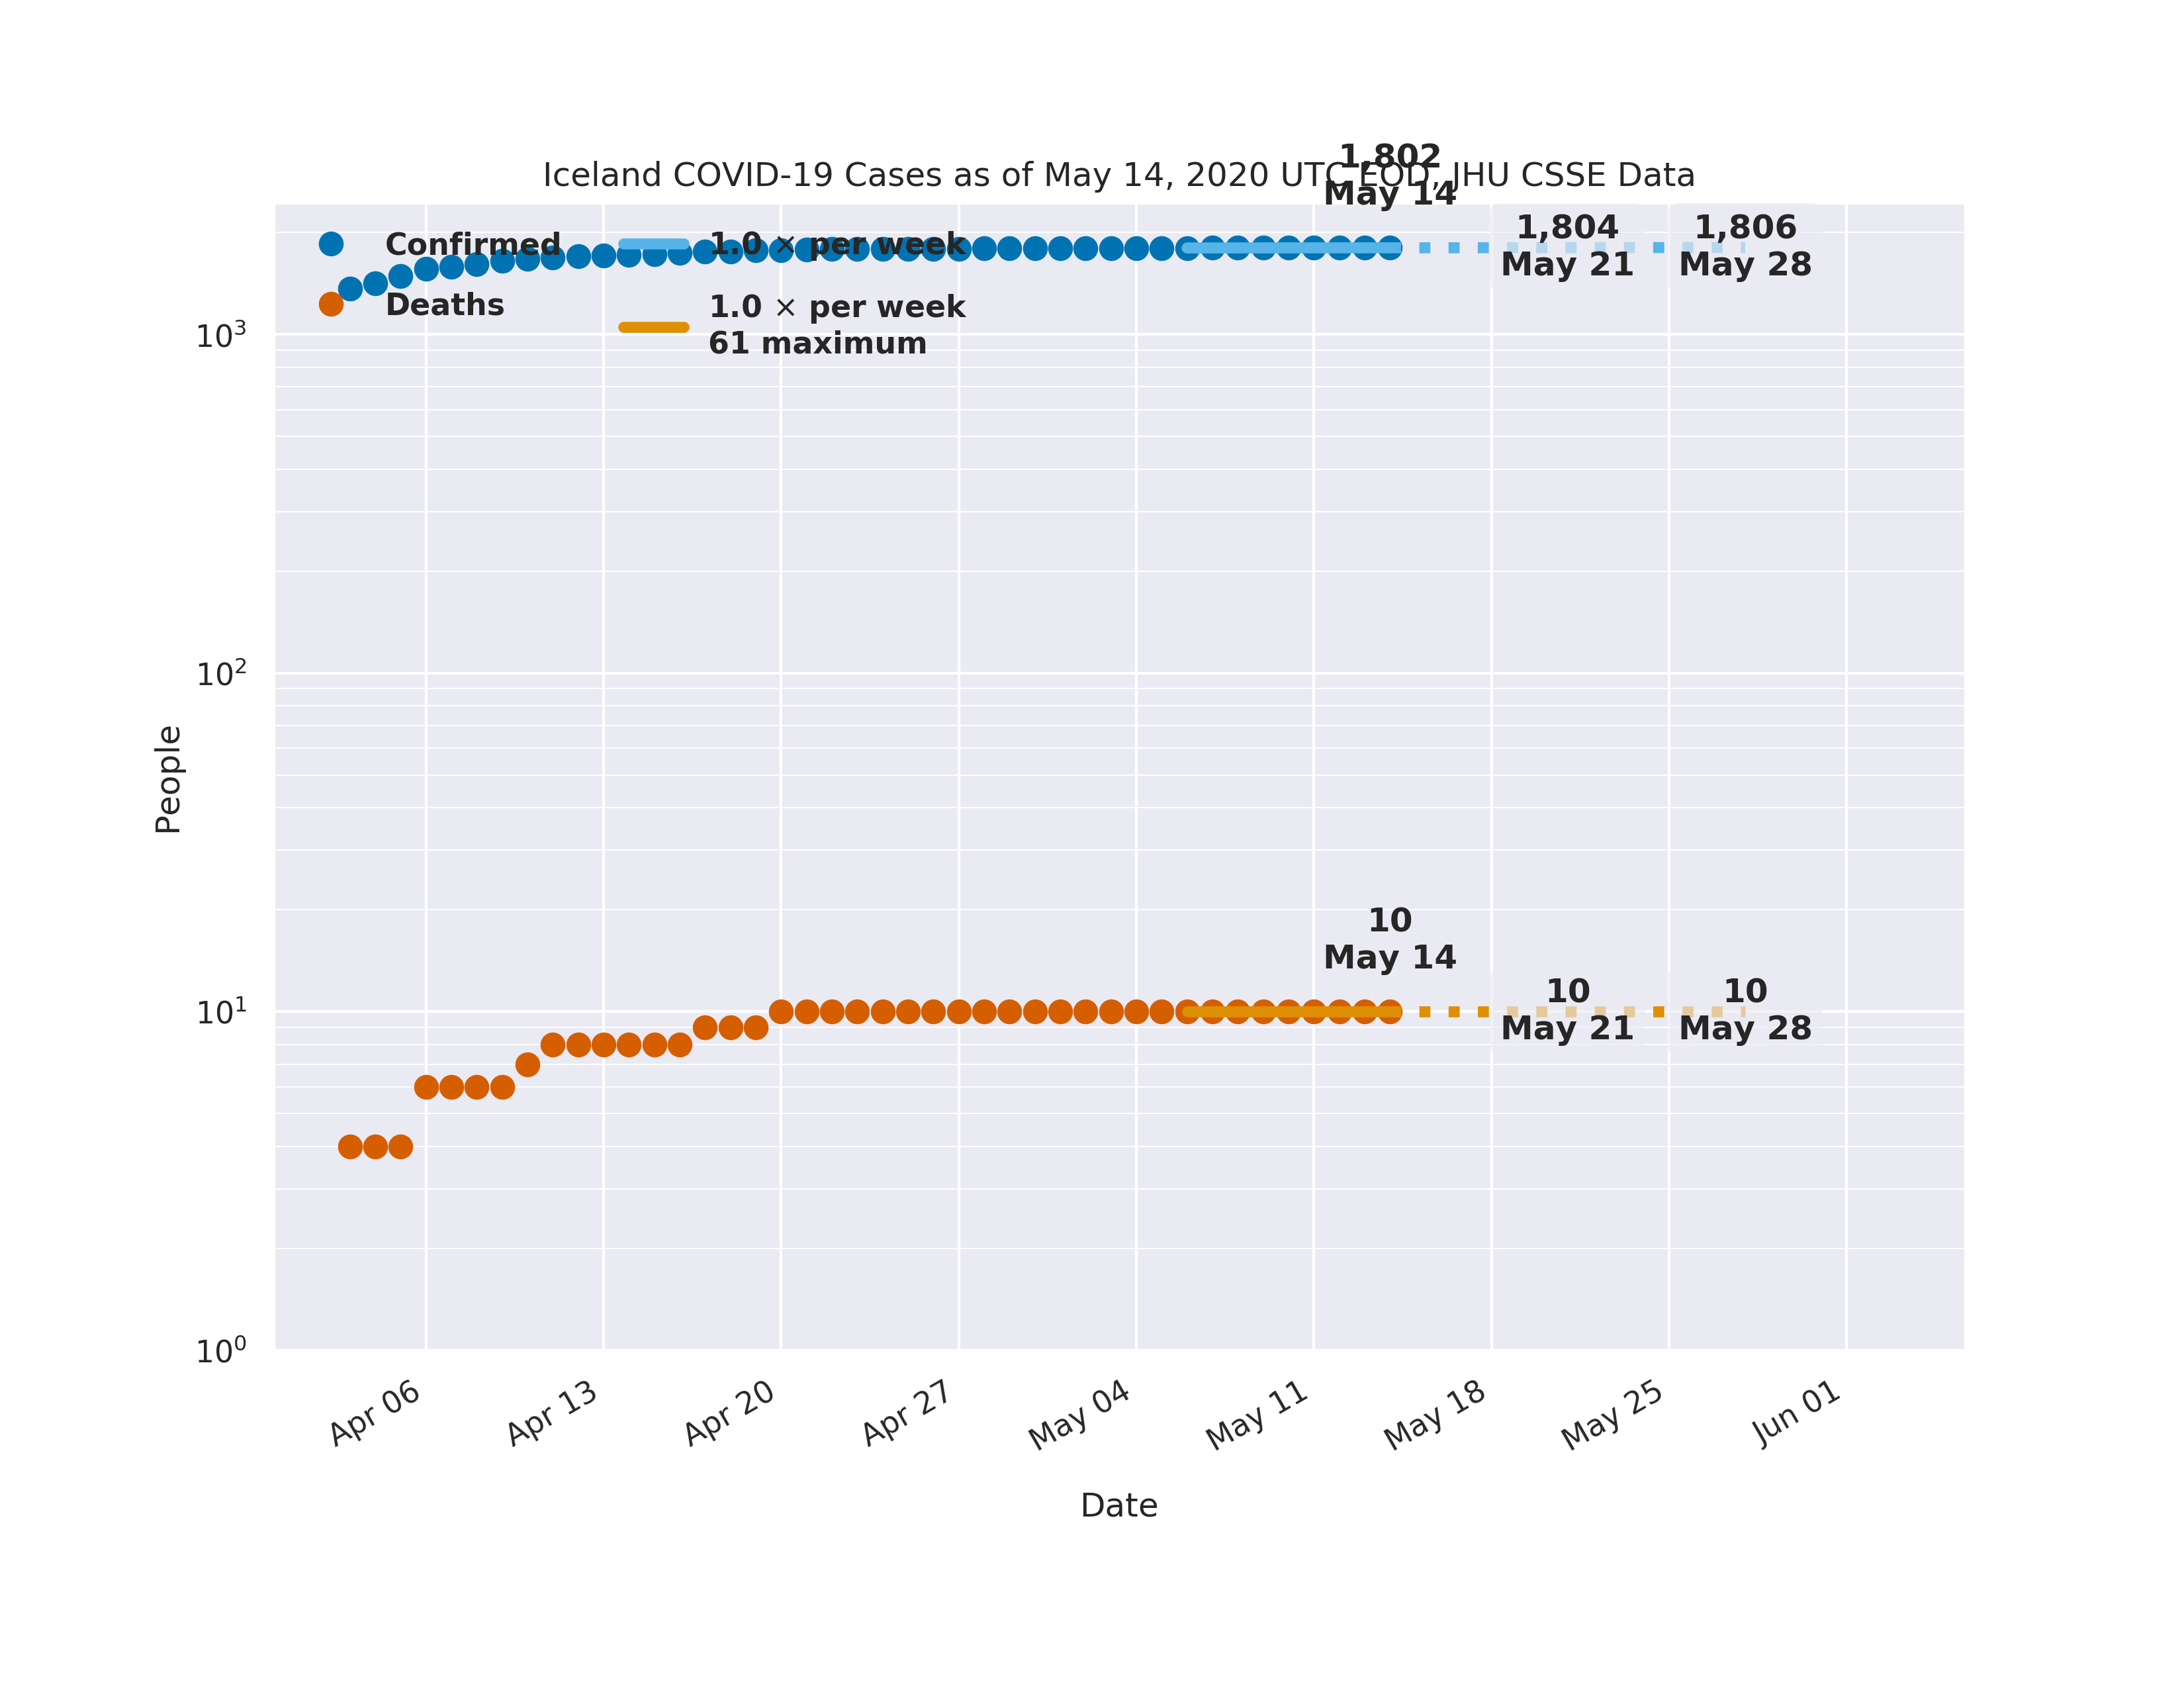 Iceland COVID-19 Cases as of May 14, 2020 UTC EOD, JHU CSSE Data
1,802
May 14
1,804
May 21
1,806
May 28
Confirmed
Deaths
1.0 × per week
1.0 × per week
61 maximum
10³
10²
10¹
10⁰
People
10
May 14
10
May 21
10
May 28
Apr 06
Apr 13
Apr 20
Apr 27
May 04
May 11
May 18
May 25
Jun 01
Date